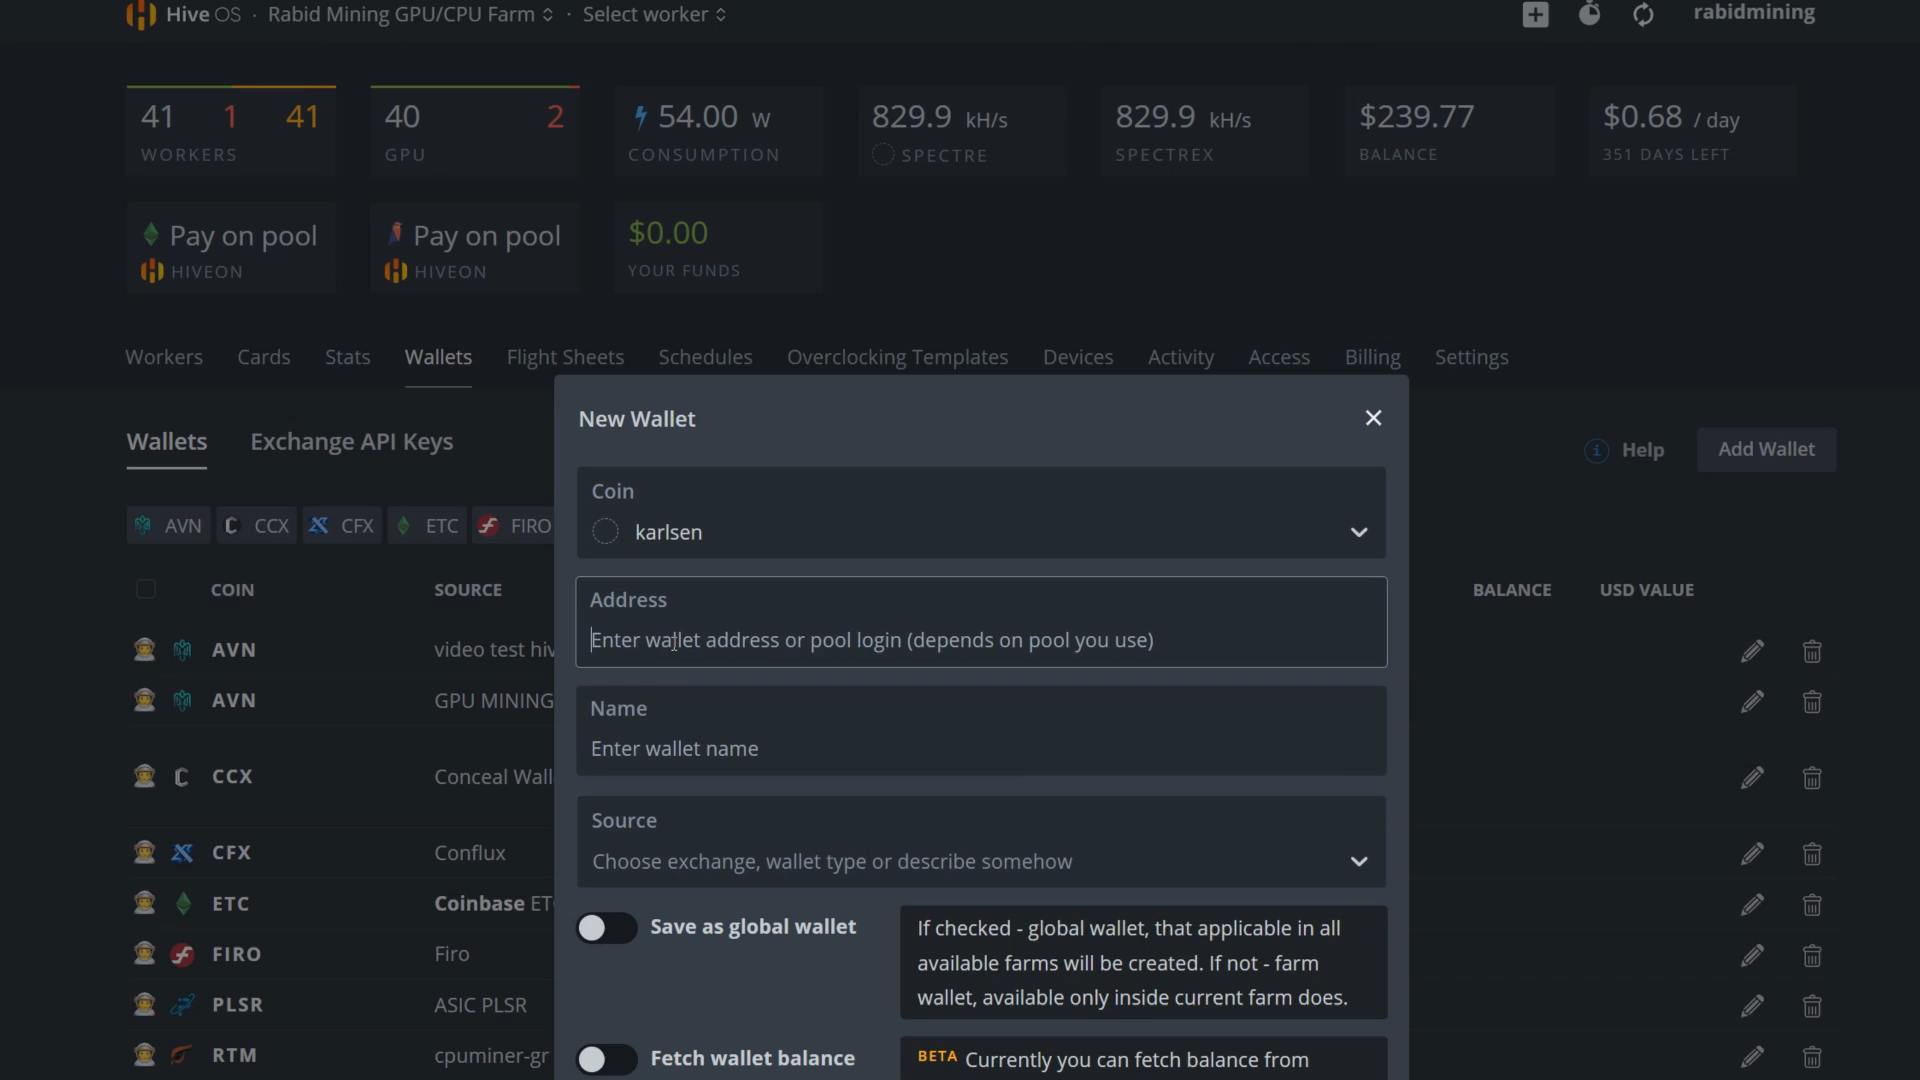 Hive OS · Rabid Mining GPU/CPU Farm · Select worker rabidmining
41 1 41
WORKERS
40 2
GPU
54.00 W
CONSUMPTION
829.9 kH/s
SPECTRE
829.9 kH/s
SPECTREX
$239.77
BALANCE
$0.68 / day
351 DAYS LEFT
Pay on pool
HIVEON
Pay on pool
HIVEON
$0.00
YOUR FUNDS
Workers Cards Stats Wallets Flight Sheets Schedules Overclocking Templates Devices Activity Access Billing Settings
Wallets Exchange API Keys
Help Add Wallet
AVN CCX CFX ETC FIRO
COIN SOURCE BALANCE USD VALUE
AVN video test hiv
AVN GPU MINING
CCX Conceal Wall
CFX Conflux
ETC Coinbase ET
FIRO Firo
PLSR ASIC PLSR
RTM cpuminer-gr
New Wallet
Coin
karlsen
Address
Enter wallet address or pool login (depends on pool you use)
Name
Enter wallet name
Source
Choose exchange, wallet type or describe somehow
Save as global wallet
If checked - global wallet, that applicable in all
available farms will be created. If not - farm
wallet, available only inside current farm does.
Fetch wallet balance
BETA Currently you can fetch balance from